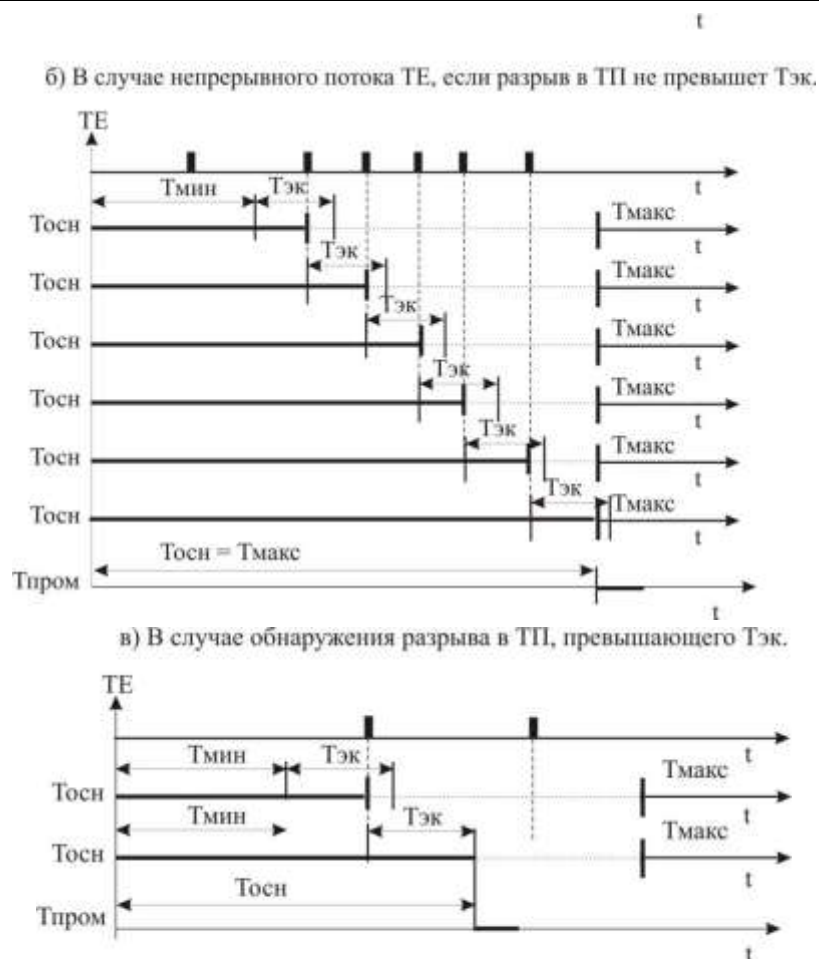 t
б) В случае непрерывного потока ТЕ, если разрыв в ТП не превышет Тэк.
ТЕ
t
Тмин Тэк
Тосн Тмакс
t
Тэк
Тосн Тмакс
t
Тэк
Тосн Тмакс
t
Тэк
Тосн Тмакс
t
Тэк
Тосн Тмакс
t
Тэк
Тосн Тмакс
t
Тосн = Тмакс
Тпром
t
в) В случае обнаружения разрыва в ТП, превышающего Тэк.
ТЕ
t
Тмин Тэк Тмакс
Тосн
t
Тмин Тэк Тмакс
Тосн
t
Тосн
Тпром
t